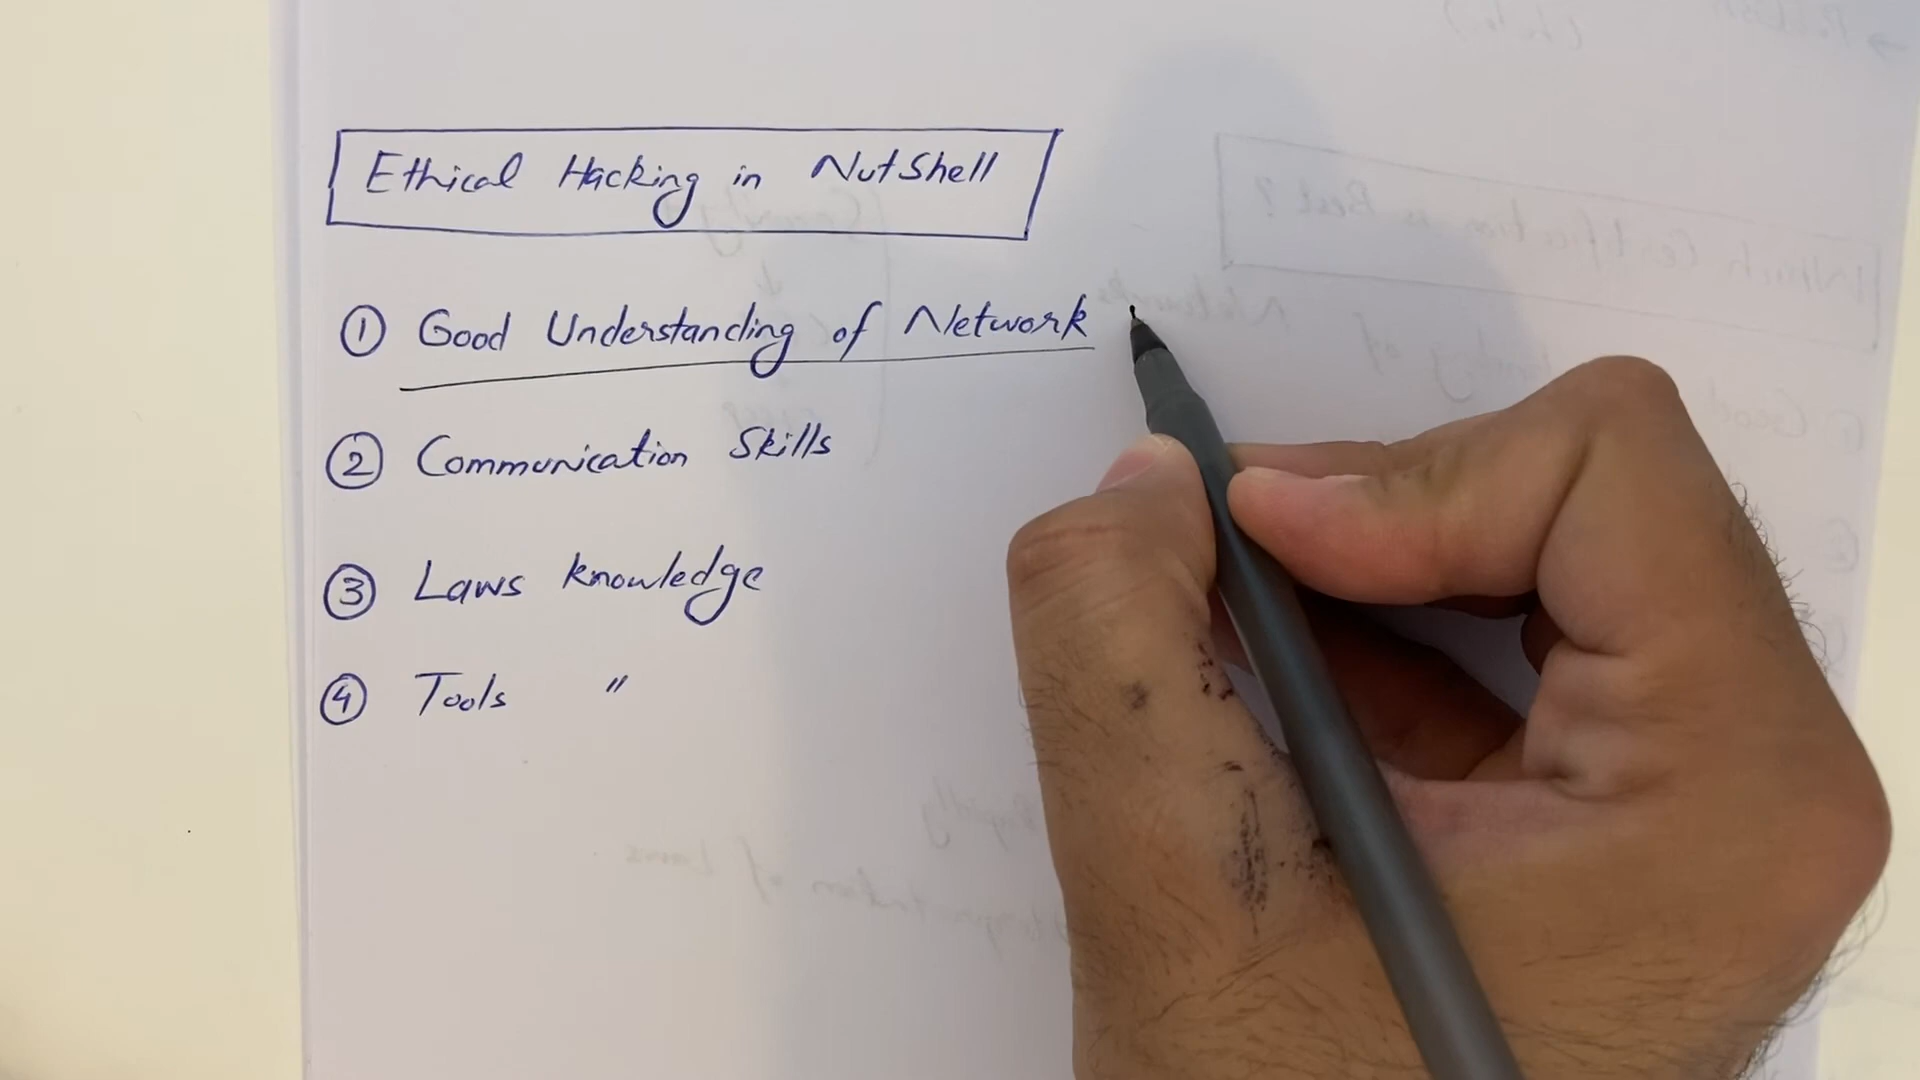 Ethical Hacking in NutShell
① Good Understanding of Network
② Communication Skills
③ Laws knowledge
④ Tools "